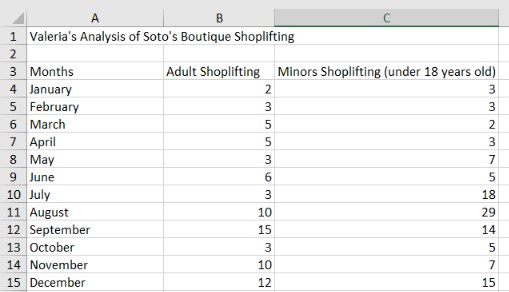 A B C
1 Valeria's Analysis of Soto's Boutique Shoplifting
2
3 Months Adult Shoplifting Minors Shoplifting (under 18 years old)
4 January 2 3
5 February 3 3
6 March 5 2
7 April 5 3
8 May 3 7
9 June 6 5
10 July 3 18
11 August 10 29
12 September 15 14
13 October 3 5
14 November 10 7
15 December 12 15